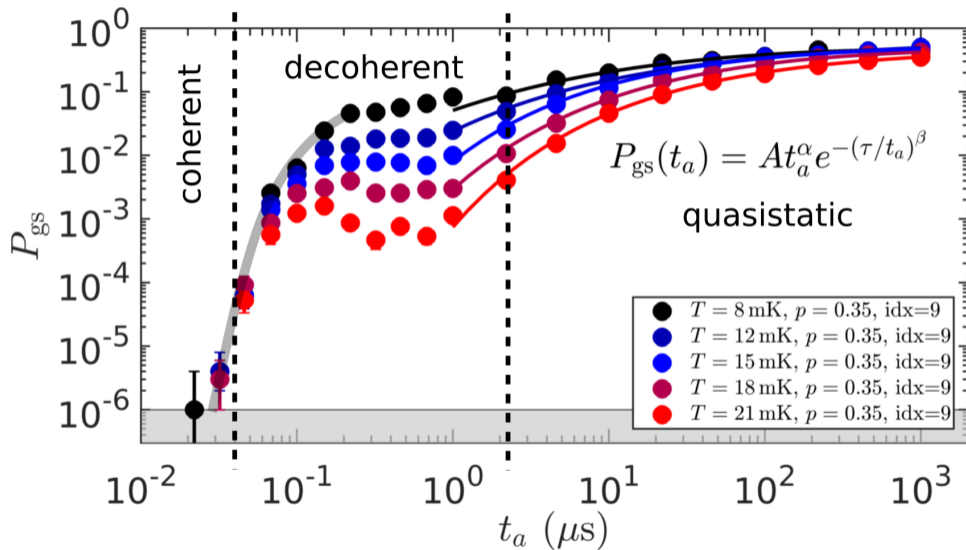 10^0
10^-1
10^-2
10^-3
10^-4
10^-5
10^-6
P_gs
coherent
decoherent
P_gs(t_a) = At_a^α e^{-(τ/t_a)^β}
quasistatic
T = 8 mK, p = 0.35, idx=9
T = 12 mK, p = 0.35, idx=9
T = 15 mK, p = 0.35, idx=9
T = 18 mK, p = 0.35, idx=9
T = 21 mK, p = 0.35, idx=9
10^-2 10^-1 10^0 10^1 10^2 10^3
t_a (μs)